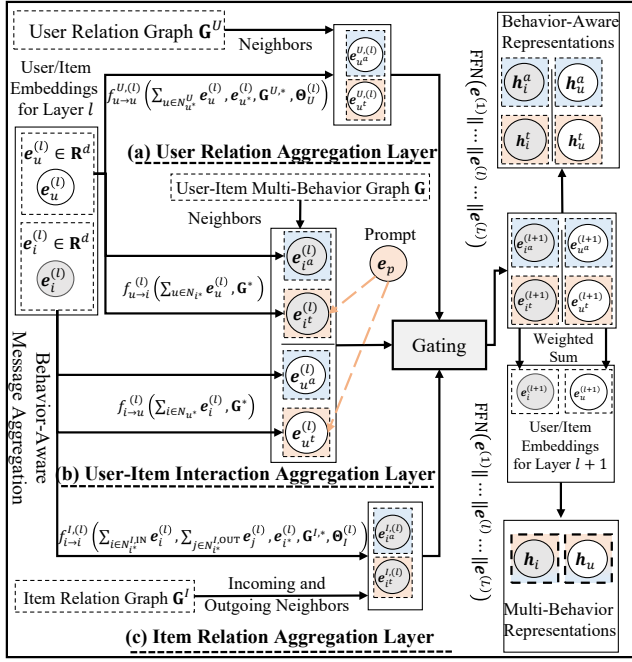 User Relation Graph G^U
Neighbors
User/Item
Embeddings
for Layer l
f_{u→u}^{U,(l)}(∑_{u∈N_{u*}^U} e_u^{(l)}, e_{u*}^{(l)}, G^{U,*}, Θ_U^{(l)})
e_{u^a}^{U,(l)}
e_{u^t}^{U,(l)}
(a) User Relation Aggregation Layer
e_u^{(l)} ∈ R^d
e_u^{(l)}
e_i^{(l)} ∈ R^d
e_i^{(l)}
User-Item Multi-Behavior Graph G
Neighbors
Prompt
e_p
f_{u→i}^{(l)}(∑_{u∈N_{i*}} e_u^{(l)}, G^*)
e_{i^a}^{(l)}
e_{i^t}^{(l)}
f_{i→u}^{(l)}(∑_{i∈N_{u*}} e_i^{(l)}, G^*)
e_{u^a}^{(l)}
e_{u^t}^{(l)}
Gating
Behavior-Aware
Message Aggregation
(b) User-Item Interaction Aggregation Layer
f_{i→i}^{I,(l)}(∑_{i∈N_{i*}^{I,IN}} e_i^{(l)}, ∑_{j∈N_{i*}^{I,OUT}} e_j^{(l)}, e_{i*}^{(l)}, G^{I,*}, Θ_I^{(l)})
e_{i^a}^{I,(l)}
e_{i^t}^{I,(l)}
Item Relation Graph G^I
Incoming and
Outgoing Neighbors
(c) Item Relation Aggregation Layer
Behavior-Aware
Representations
h_i^a h_u^a
h_i^t h_u^t
FFN(e^{(1)}|| ⋯ ||e^{(l)} ⋯ ||e^{(L)})
e_{i^a}^{(l+1)} e_{u^a}^{(l+1)}
e_{i^t}^{(l+1)} e_{u^t}^{(l+1)}
Weighted
Sum
e_i^{(l+1)} e_u^{(l+1)}
User/Item
Embeddings
for Layer l + 1
FFN(e^{(1)}|| ⋯ ||e^{(l)} ⋯ ||e^{(L)})
h_i h_u
Multi-Behavior
Representations